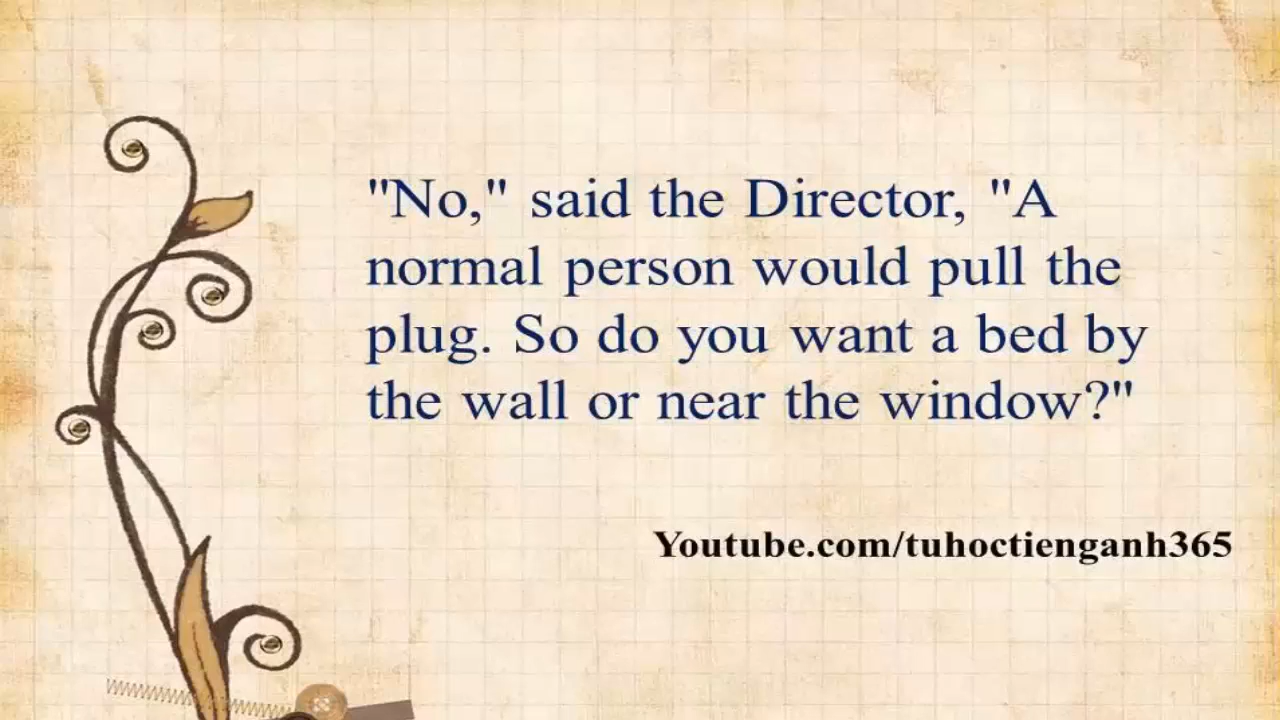 "No," said the Director, "A
normal person would pull the
plug. So do you want a bed by
the wall or near the window?"
Youtube.com/tuhoctienganh365